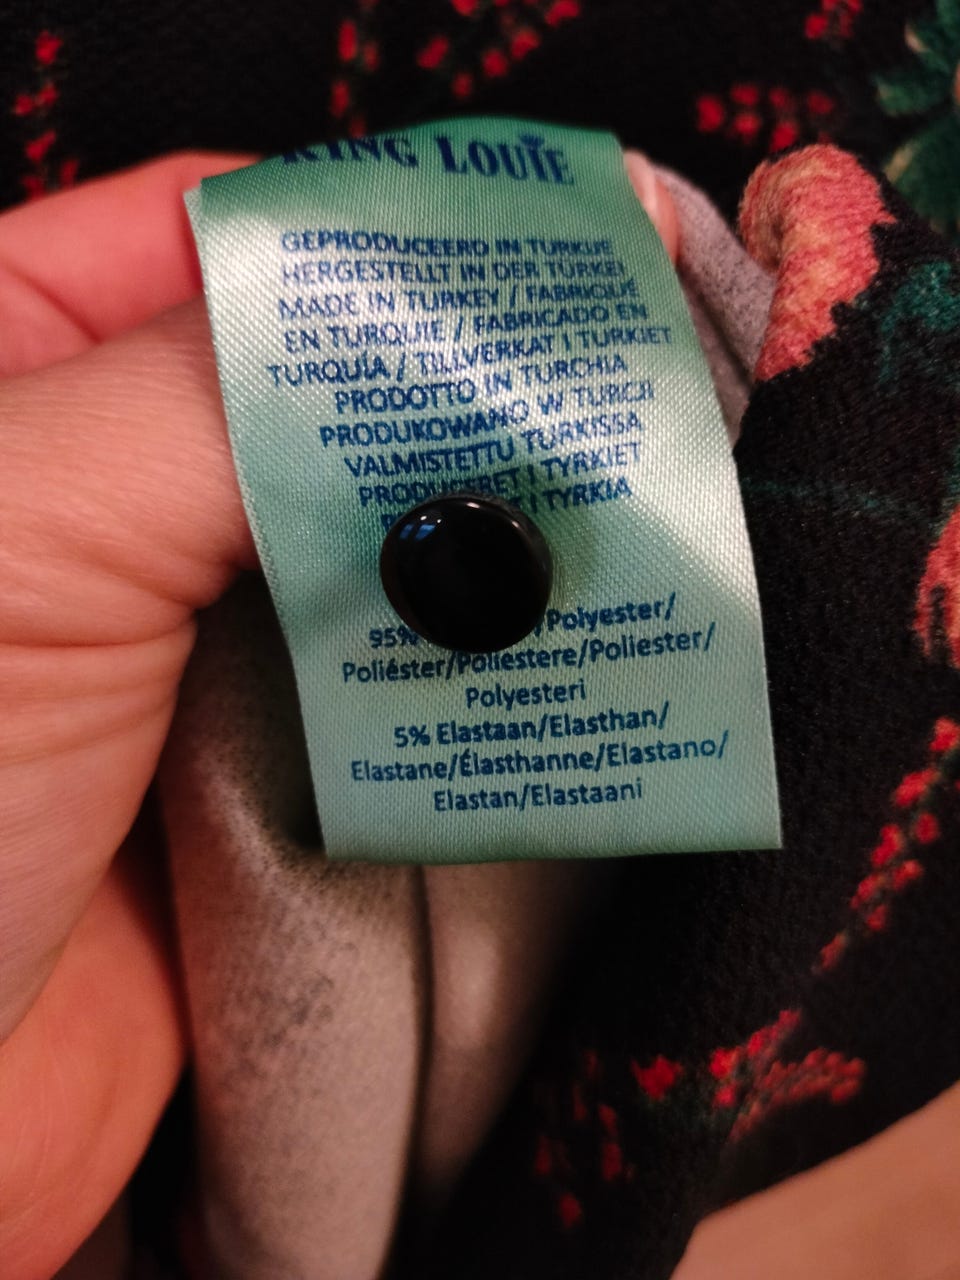 KING LOUIE
GEPRODUCEERD IN TURKIJE
HERGESTELLT IN DER TÜRKEI
MADE IN TURKEY / FABRIQUÉ
EN TURQUIE / FABRICADO EN
TURQUÍA / TILLVERKAT I TURKIET
PRODOTTO IN TURCHIA
PRODUKOWANO W TURCJI
VALMISTETTU TURKISSA
PRODUCERET I TYRKIET
I TYRKIA
95% /Polyester/
Poliéster/Poliestere/Poliester/
Polyesteri
5% Elastaan/Elasthan/
Elastane/Élasthanne/Elastano/
Elastan/Elastaani